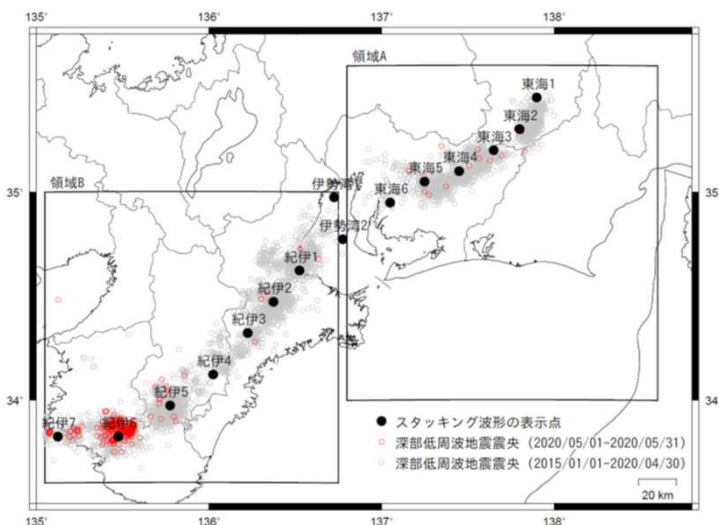 135° 136° 137° 138°
領域A
東海1
東海2
東海3
東海4
東海5
東海6
35° 35°
領域B
伊勢湾1
伊勢湾2
紀伊1
紀伊2
紀伊3
紀伊4
34° 34°
紀伊5
紀伊6
紀伊7
スタッキング波形の表示点
深部低周波地震震央 (2020/05/01-2020/05/31)
深部低周波地震震央 (2015/01/01-2020/04/30)
20 km
135° 136° 137° 138°